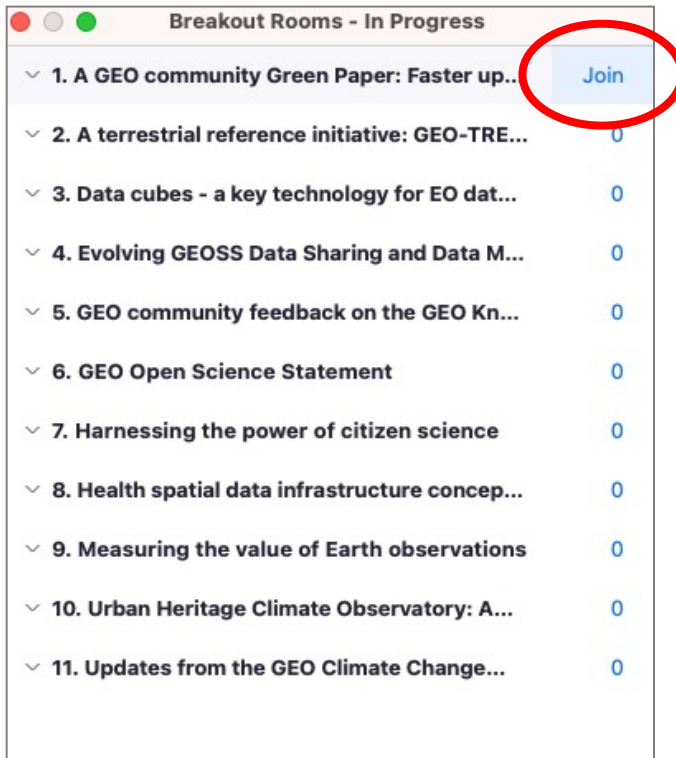 Breakout Rooms - In Progress
1. A GEO community Green Paper: Faster up... Join
2. A terrestrial reference initiative: GEO-TRE... 0
3. Data cubes - a key technology for EO dat... 0
4. Evolving GEOSS Data Sharing and Data M... 0
5. GEO community feedback on the GEO Kn... 0
6. GEO Open Science Statement 0
7. Harnessing the power of citizen science 0
8. Health spatial data infrastructure concep... 0
9. Measuring the value of Earth observations 0
10. Urban Heritage Climate Observatory: A... 0
11. Updates from the GEO Climate Change... 0